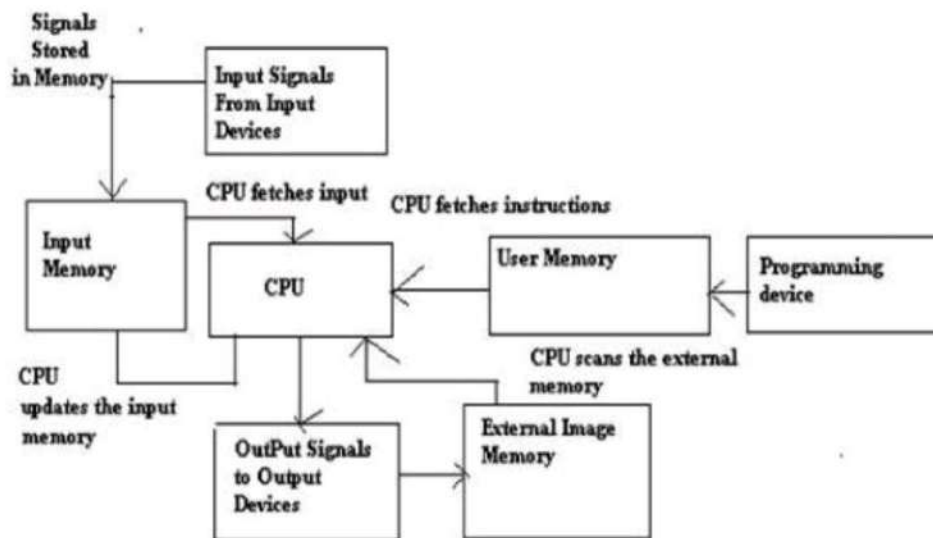 Signals
Stored
in Memory
Input Signals
From Input
Devices
CPU fetches input
CPU fetches instructions
Input
Memory
CPU
User Memory
Programming
device
CPU scans the external
memory
CPU
updates the input
memory
OutPut Signals
to Output
Devices
External Image
Memory